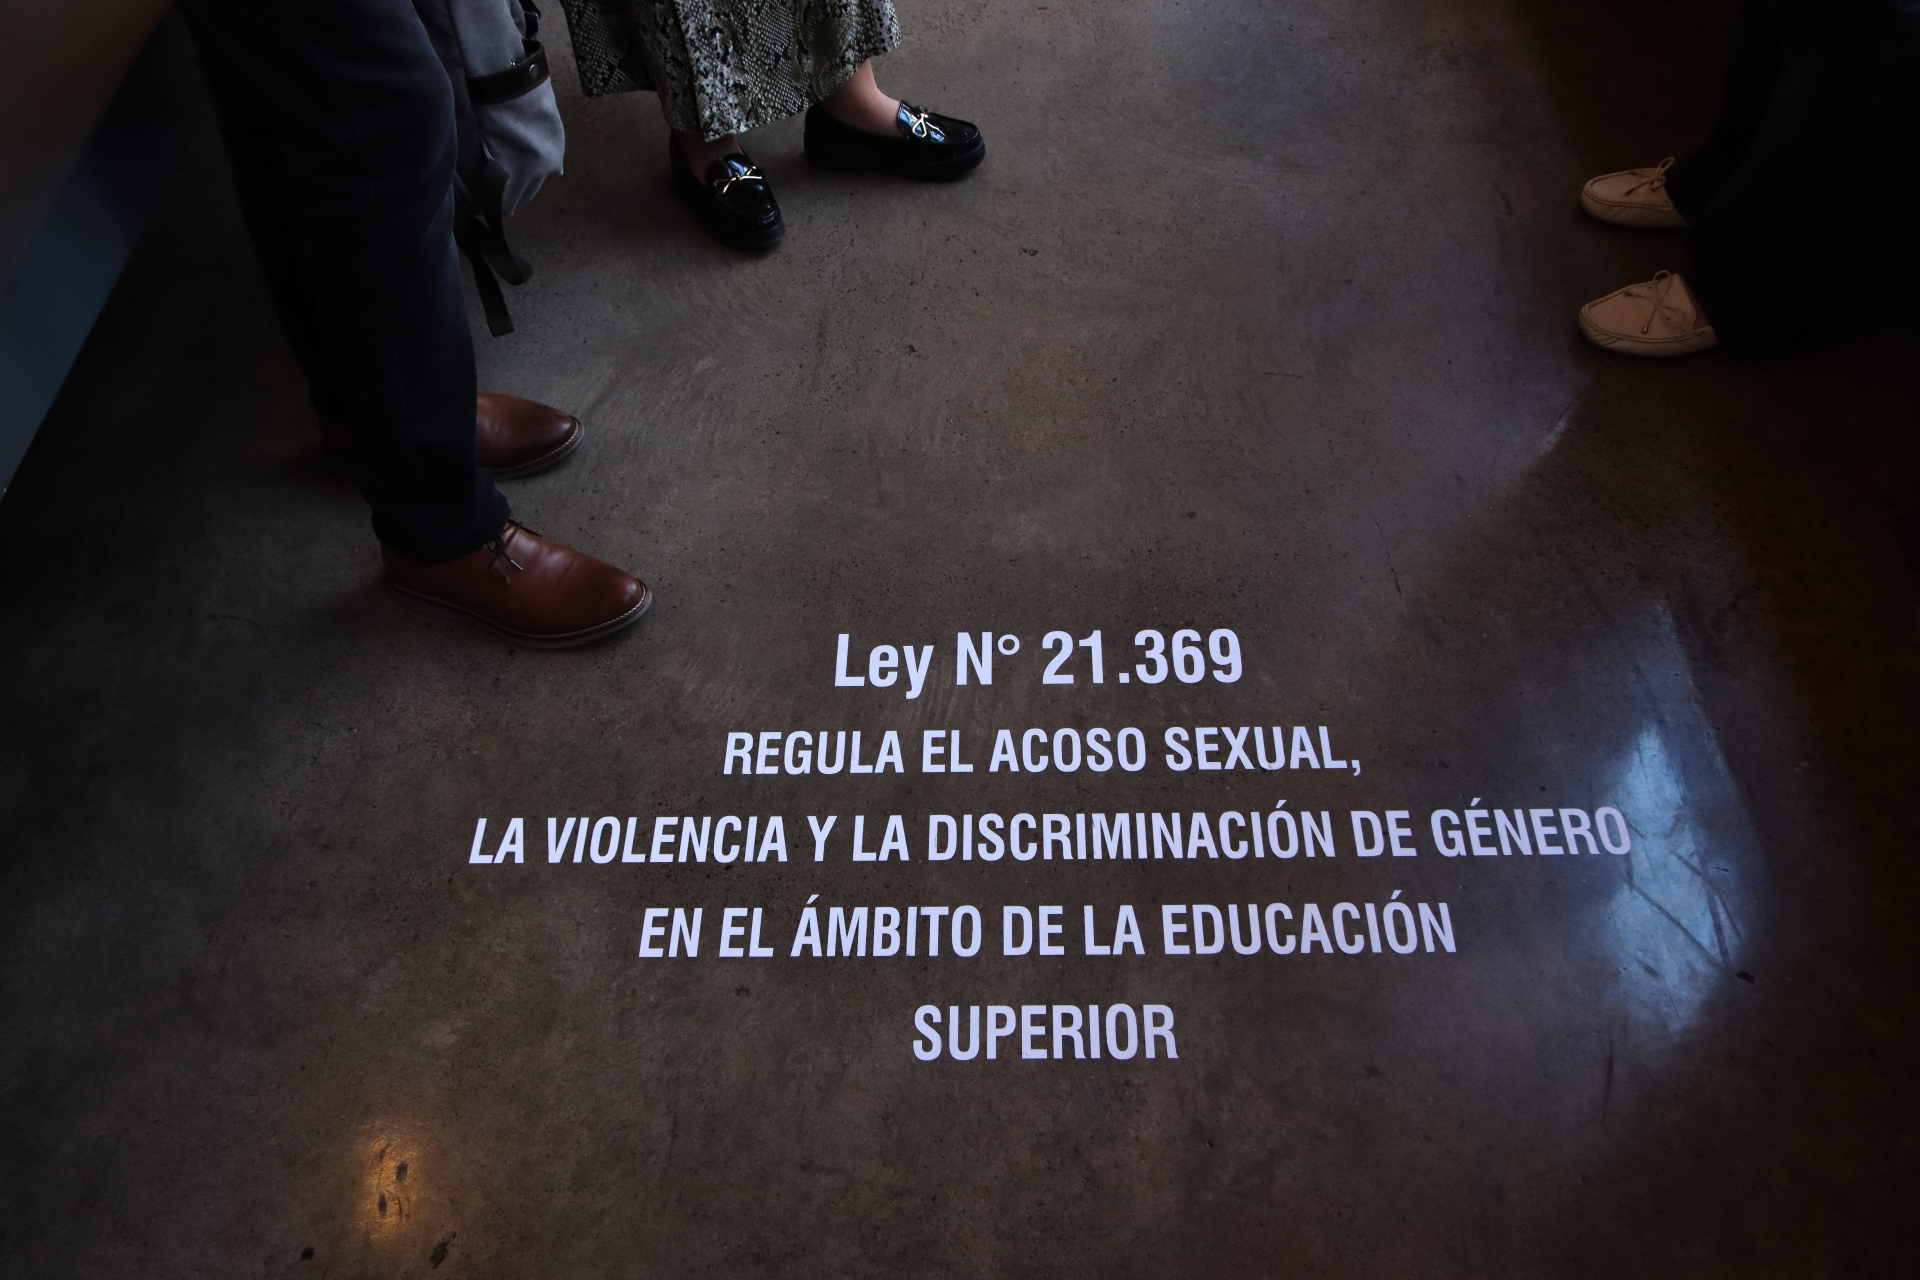 Ley N° 21.369
REGULA EL ACOSO SEXUAL,
LA VIOLENCIA Y LA DISCRIMINACIÓN DE GÉNERO
EN EL ÁMBITO DE LA EDUCACIÓN
SUPERIOR